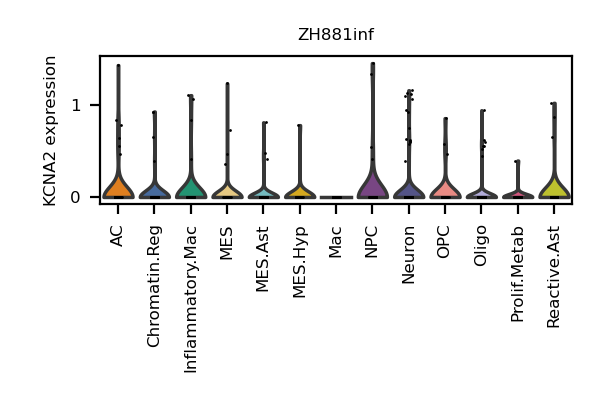 ZH881inf
KCNA2 expression
1
0
AC
Chromatin.Reg
Inflammatory.Mac
MES
MES.Ast
MES.Hyp
Mac
NPC
Neuron
OPC
Oligo
Prolif.Metab
Reactive.Ast